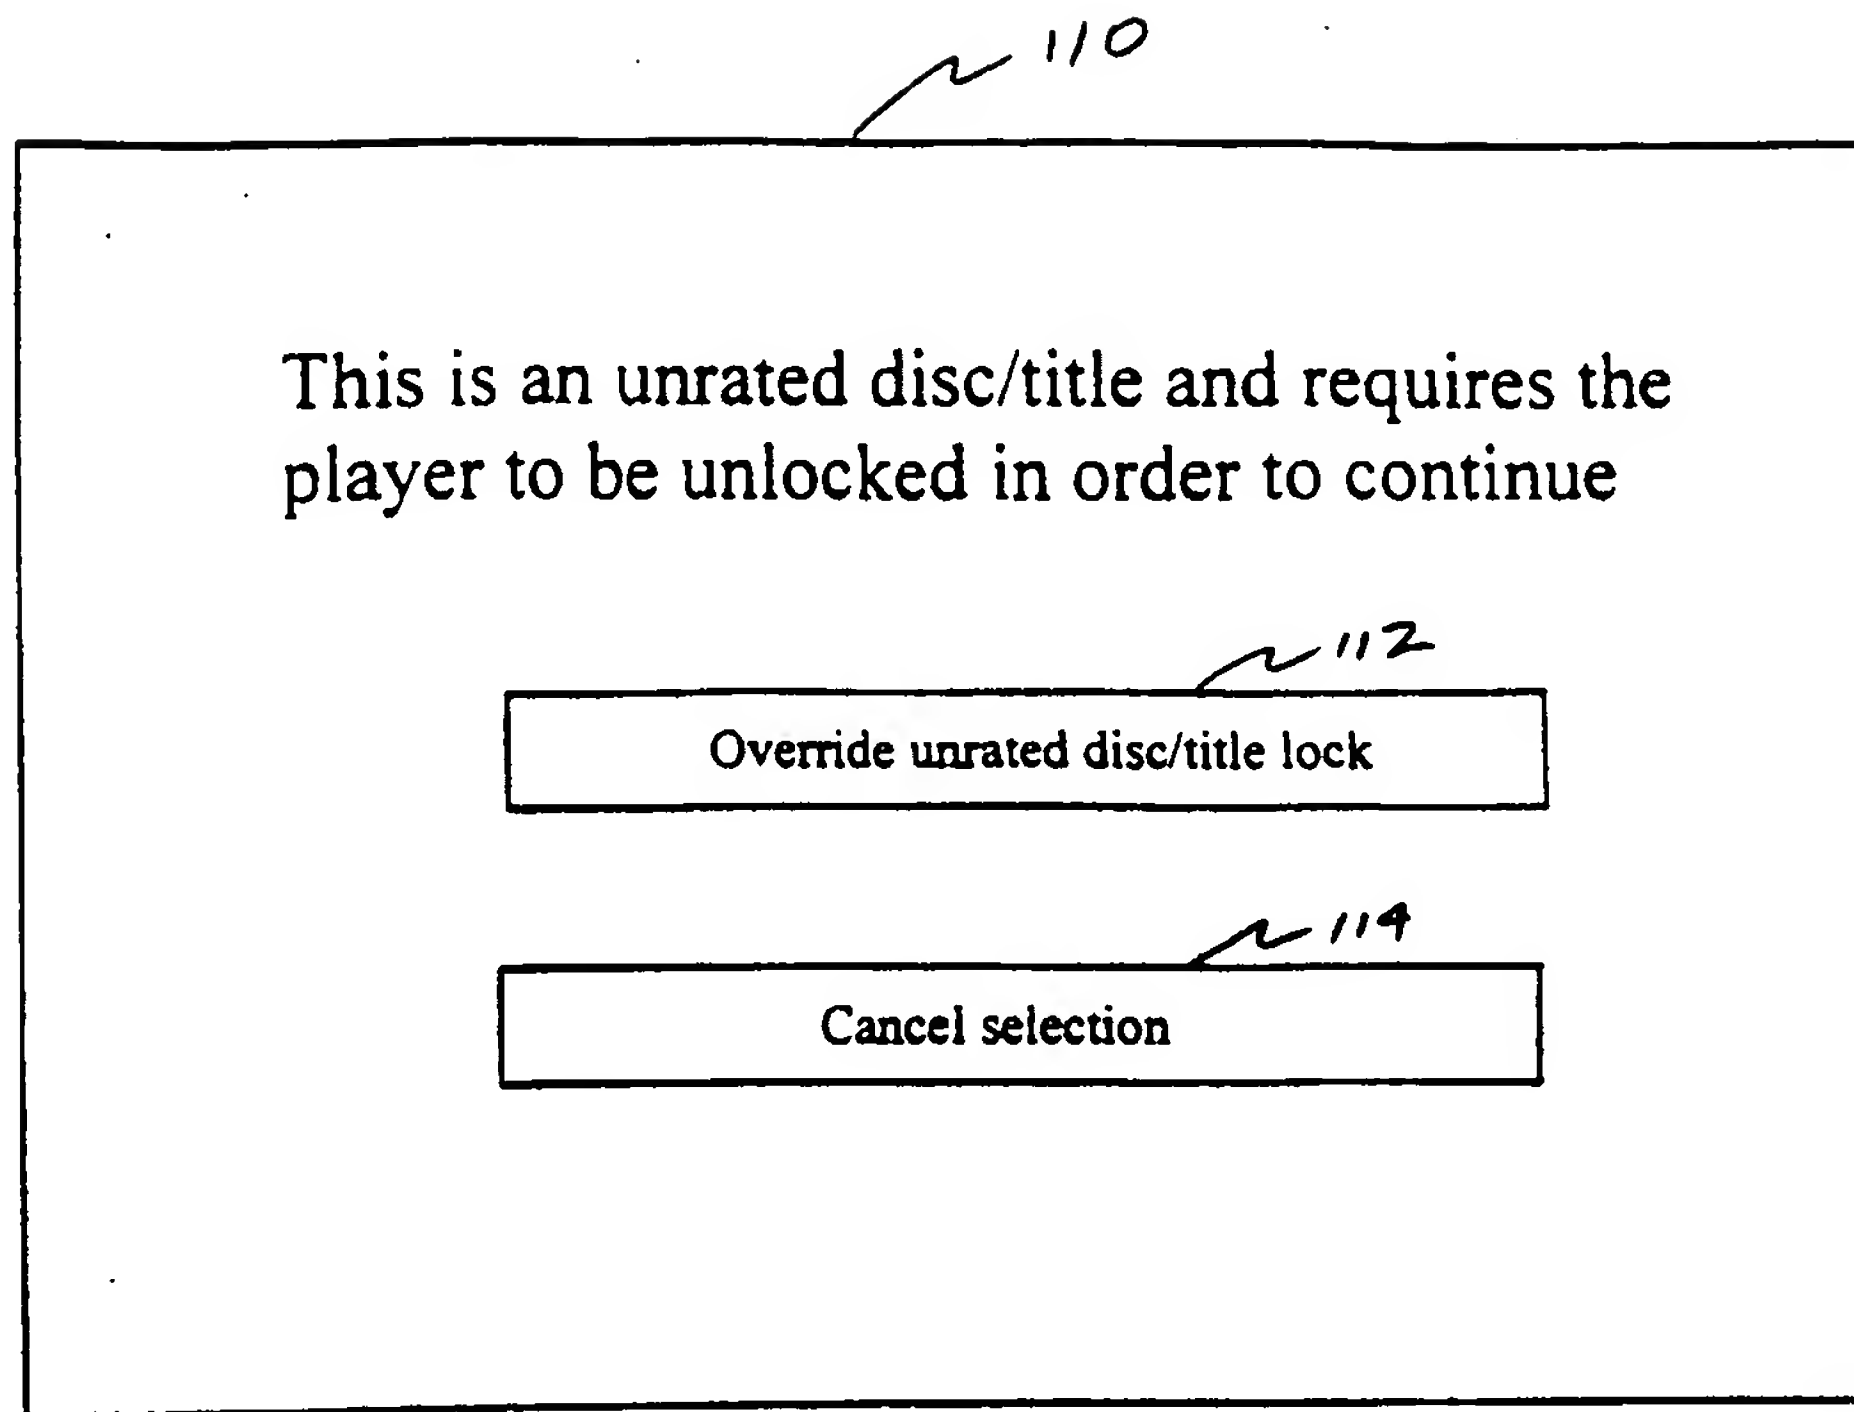 110
This is an unrated disc/title and requires the
player to be unlocked in order to continue
112
Override unrated disc/title lock
114
Cancel selection